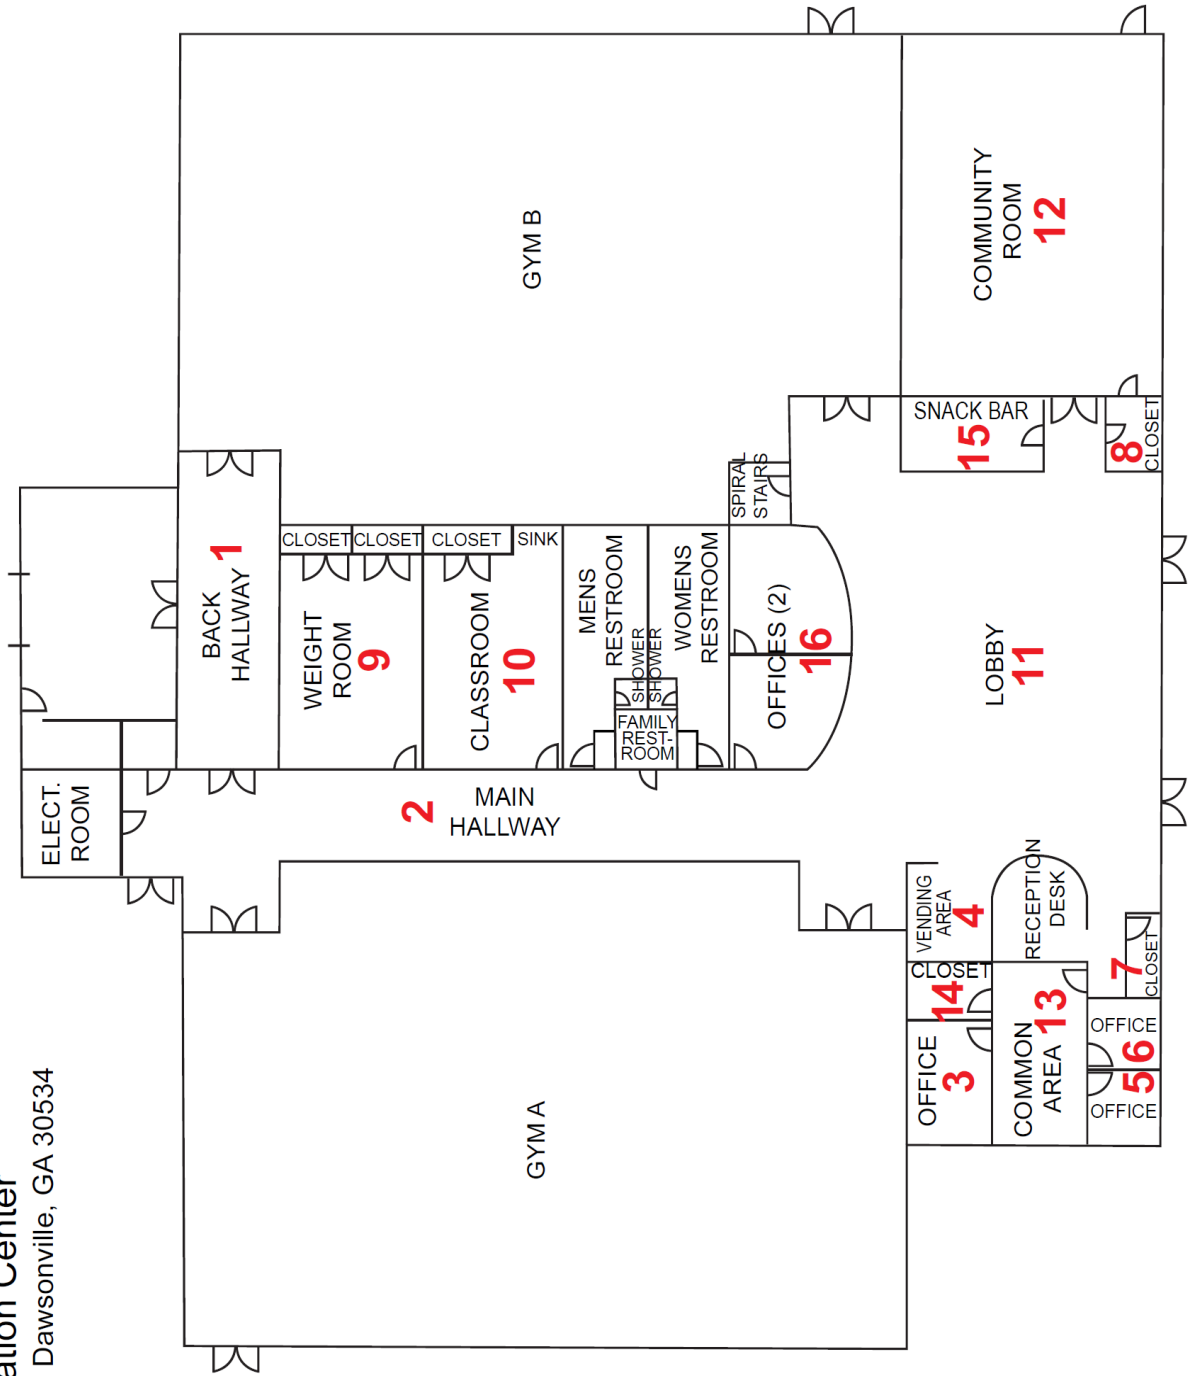 ation Center
Dawsonville, GA 30534
ELECT.
ROOM
BACK
HALLWAY
1
CLOSET
CLOSET
CLOSET
SINK
WEIGHT
ROOM
9
CLASSROOM
10
MENS
RESTROOM
SHOWER
SHOWER
WOMENS
RESTROOM
FAMILY
REST-
ROOM
SPIRAL
STAIRS
OFFICES (2)
16
2
MAIN
HALLWAY
GYM B
COMMUNITY
ROOM
12
SNACK BAR
15
8
CLOSET
LOBBY
11
VENDING
AREA
4
RECEPTION
DESK
CLOSET
14
7
CLOSET
OFFICE
3
COMMON
AREA
13
OFFICE
6
5
OFFICE
GYM A